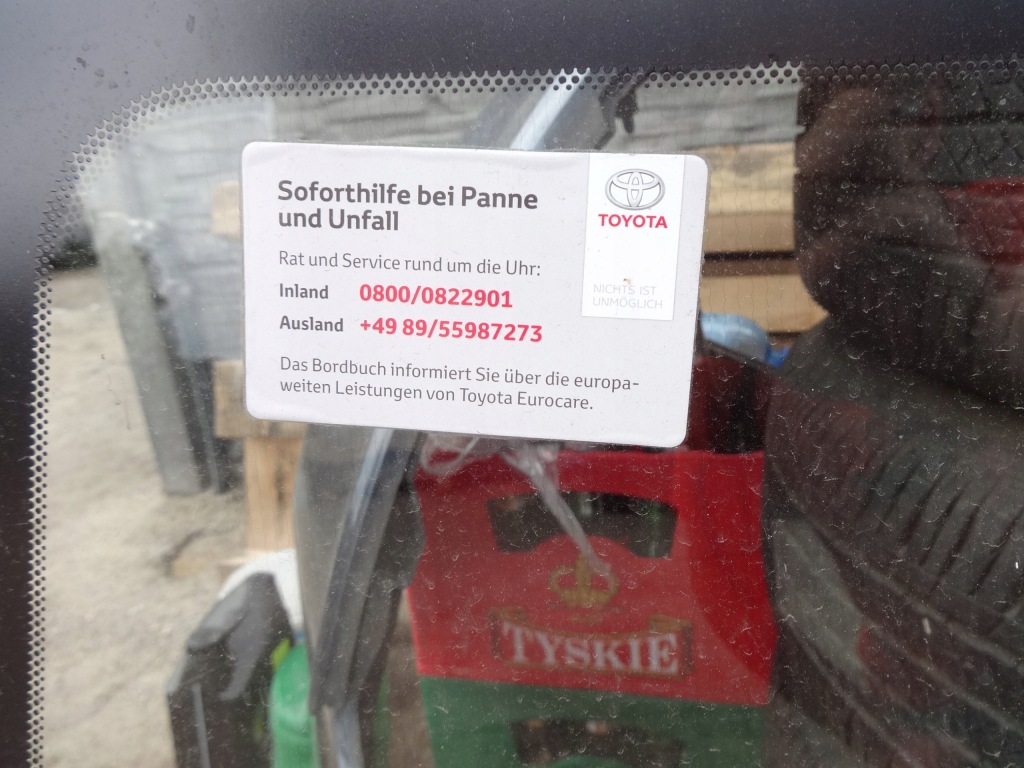 Soforthilfe bei Panne
und Unfall
Rat und Service rund um die Uhr:
Inland 0800/0822901
Ausland +49 89/55987273
Das Bordbuch informiert Sie über die europa-
weiten Leistungen von Toyota Eurocare.
TOYOTA
NICHTS IST
UNMÖGLICH
TYSKIE